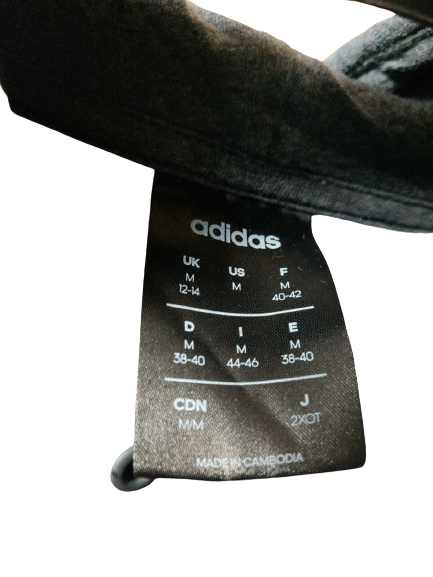 adidas
UK US F
M M M
12-14 40-42
D I E
M M M
38-40 44-46 38-40
CDN J
M/M 2XOT
MADE IN CAMBODIA